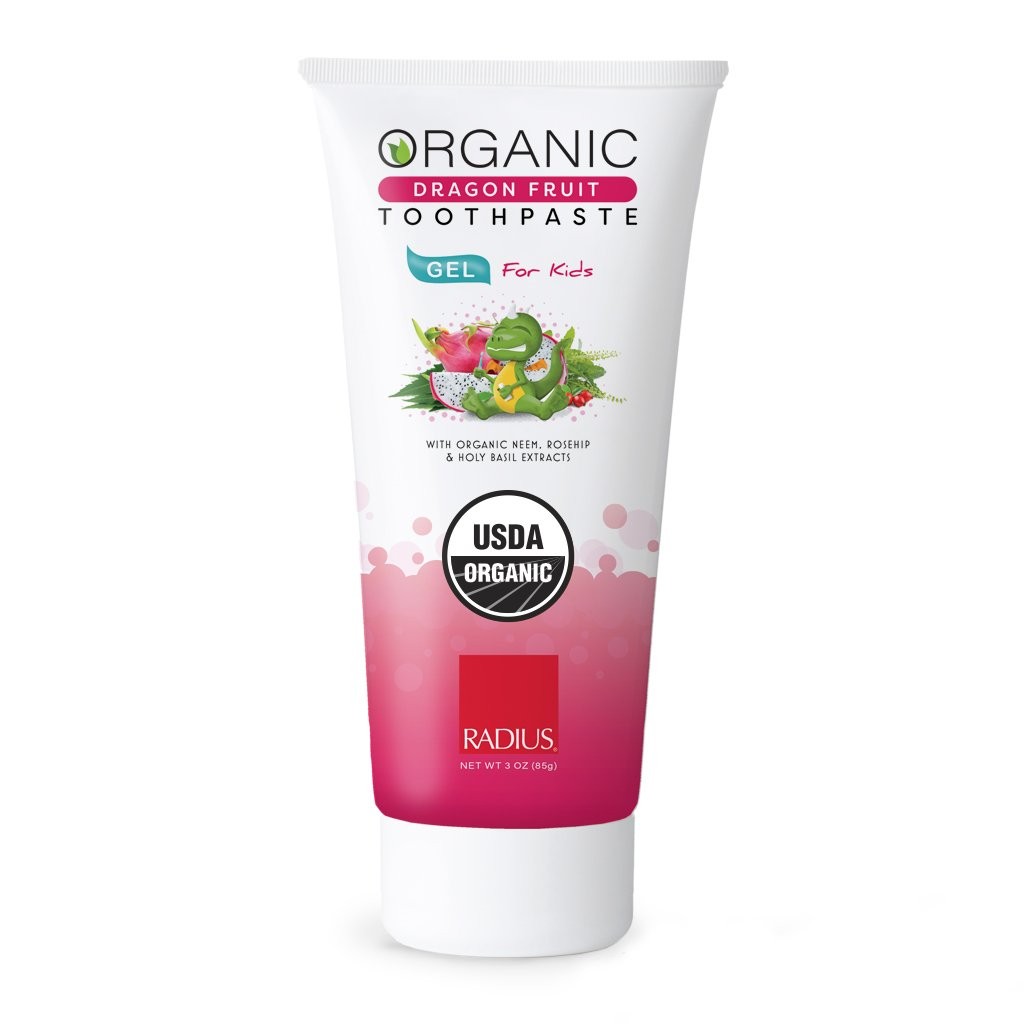 ORGANIC
DRAGON FRUIT
TOOTHPASTE
GEL For Kids
WITH ORGANIC NEEM, ROSEHIP
& HOLY BASIL EXTRACTS
USDA
ORGANIC
RADIUS®
NET WT 3 OZ (85g)